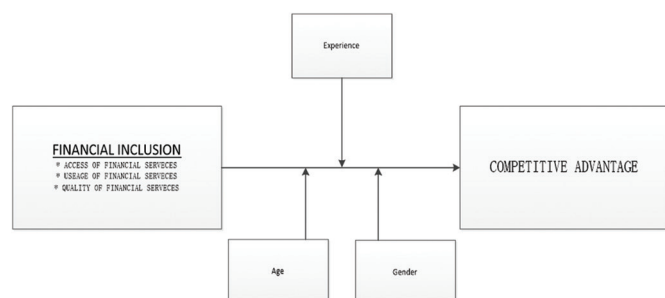 Experience
FINANCIAL INCLUSION
* ACCESS OF FINANCIAL SERVECES
* USEAGE OF FINANCIAL SERVECES
* QUALITY OF FINANCIAL SERVECES
COMPETITIVE ADVANTAGE
Age
Gender